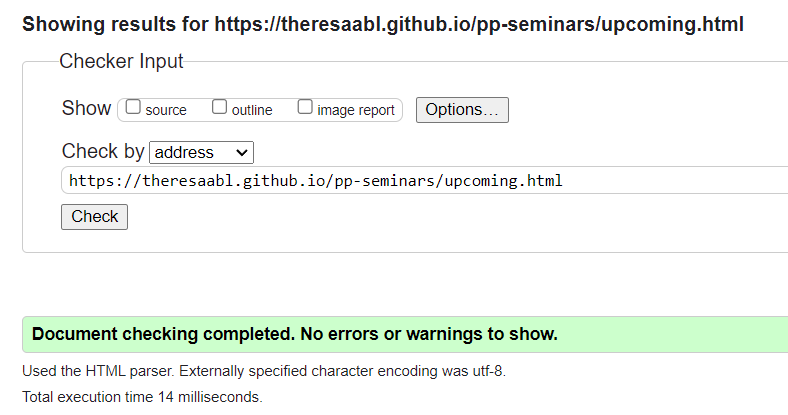 Showing results for https://theresaabl.github.io/pp-seminars/upcoming.html
Checker Input
Show source outline image report Options...
Check by address
https://theresaabl.github.io/pp-seminars/upcoming.html
Check
Document checking completed. No errors or warnings to show.
Used the HTML parser. Externally specified character encoding was utf-8.
Total execution time 14 milliseconds.